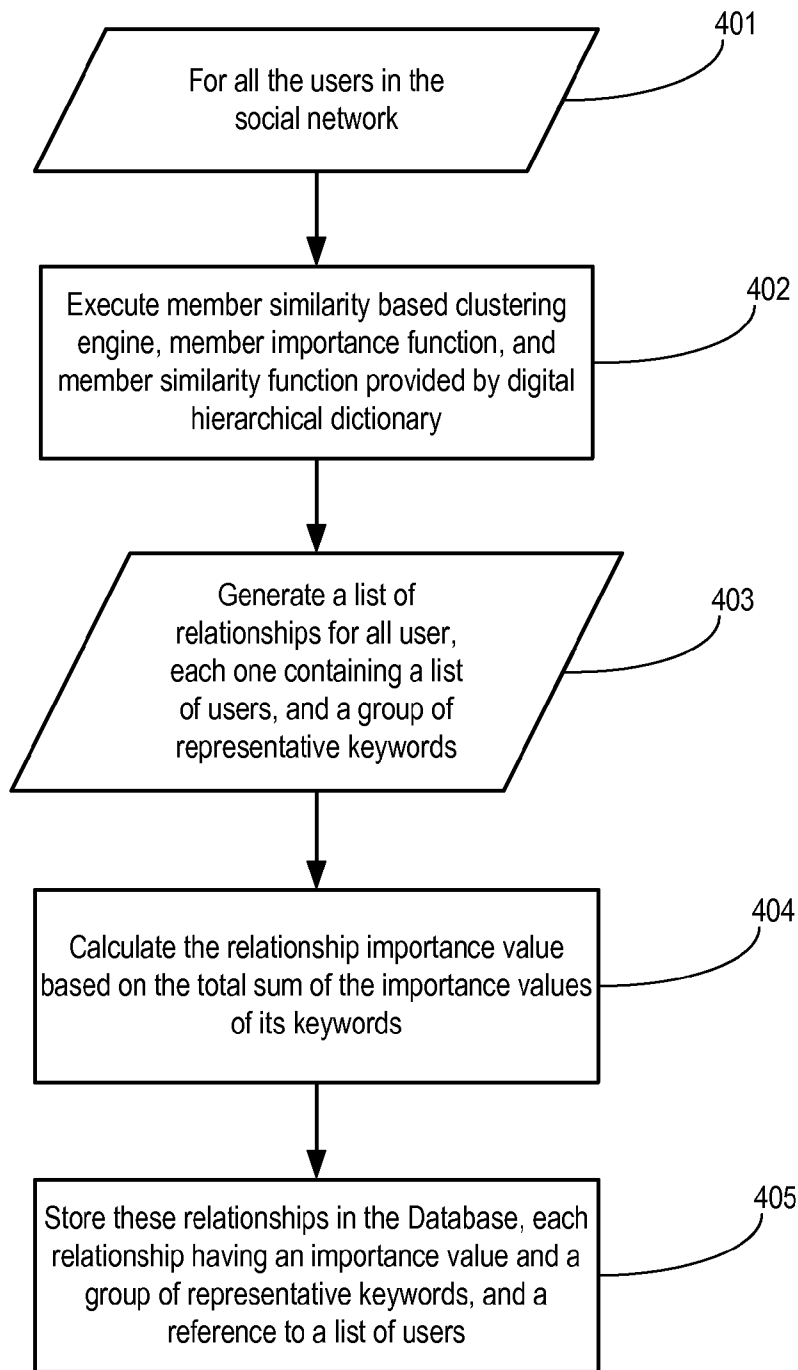 401
For all the users in the
social network
402
Execute member similarity based clustering
engine, member importance function, and
member similarity function provided by digital
hierarchical dictionary
403
Generate a list of
relationships for all user,
each one containing a list
of users, and a group of
representative keywords
404
Calculate the relationship importance value
based on the total sum of the importance values
of its keywords
405
Store these relationships in the Database, each
relationship having an importance value and a
group of representative keywords, and a
reference to a list of users